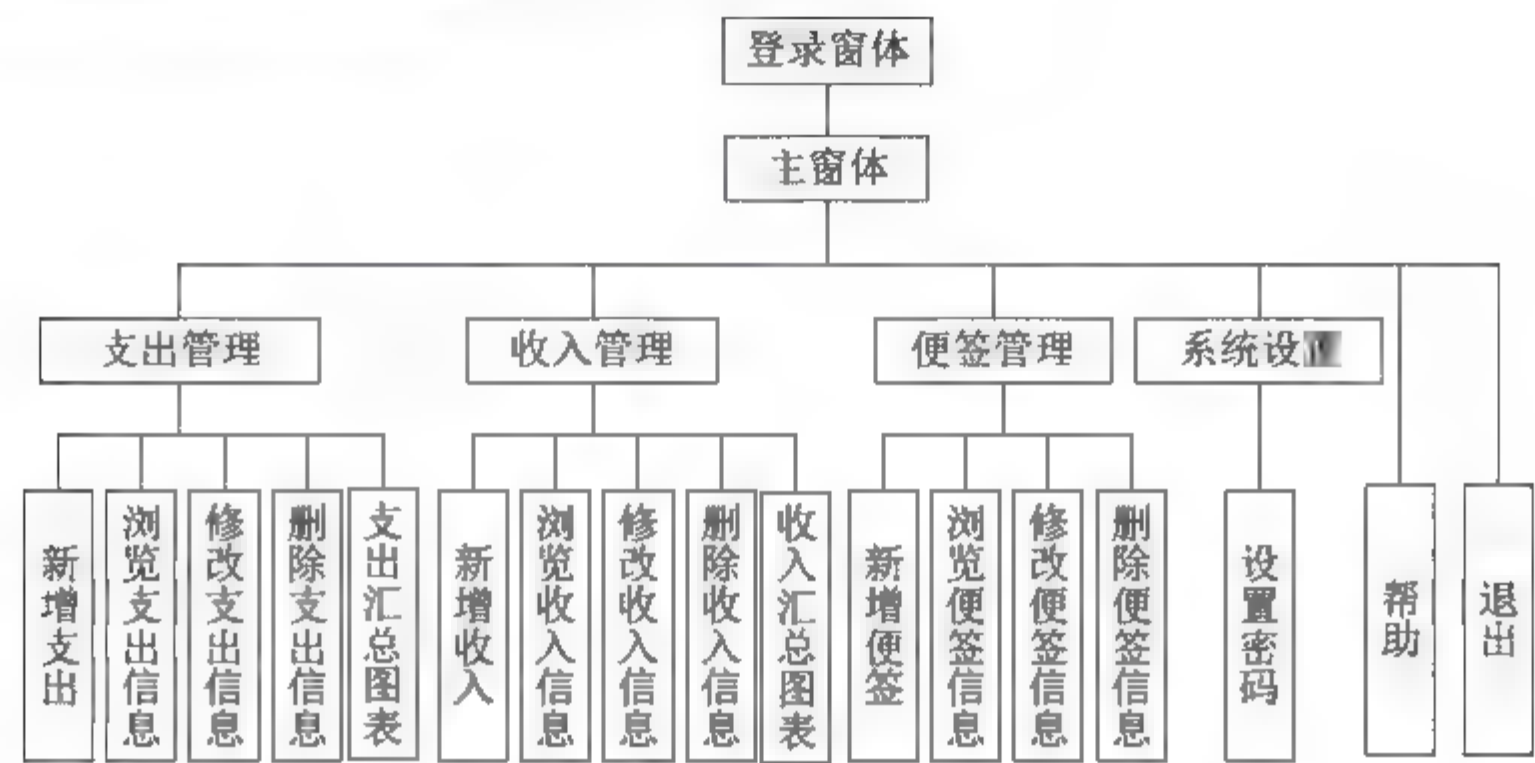 登录窗体
主窗体
支出管理
收入管理
便签管理
系统设
新增支出
浏览支出信息
修改支出信息
删除支出信息
支出汇总图表
新增收入
浏览收入信息
修改收入信息
删除收入信息
收入汇总图表
新增便签
浏览便签信息
修改便签信息
删除便签信息
设置密码
帮助
退出